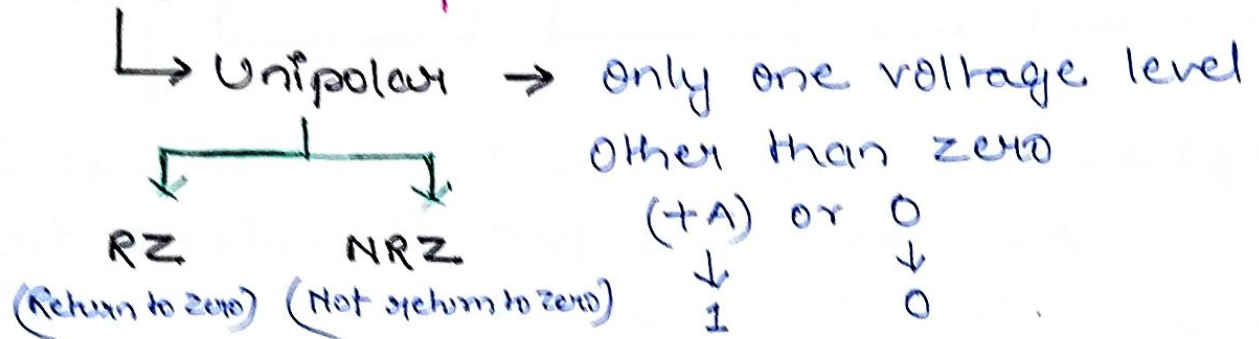 ↳ Unipolar → Only one voltage level
other than zero
(+A) or 0
↓ ↓
1 0
RZ NRZ
(Return to zero) (Not return to zero)